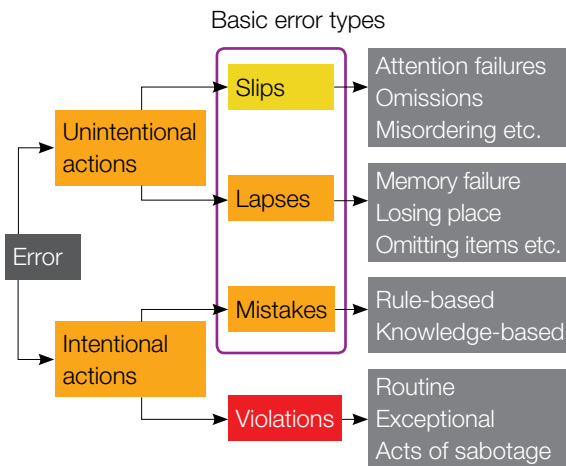 Basic error types
Error
Unintentional
actions
Intentional
actions
Slips
Lapses
Mistakes
Violations
Attention failures
Omissions
Misordering etc.
Memory failure
Losing place
Omitting items etc.
Rule-based
Knowledge-based
Routine
Exceptional
Acts of sabotage